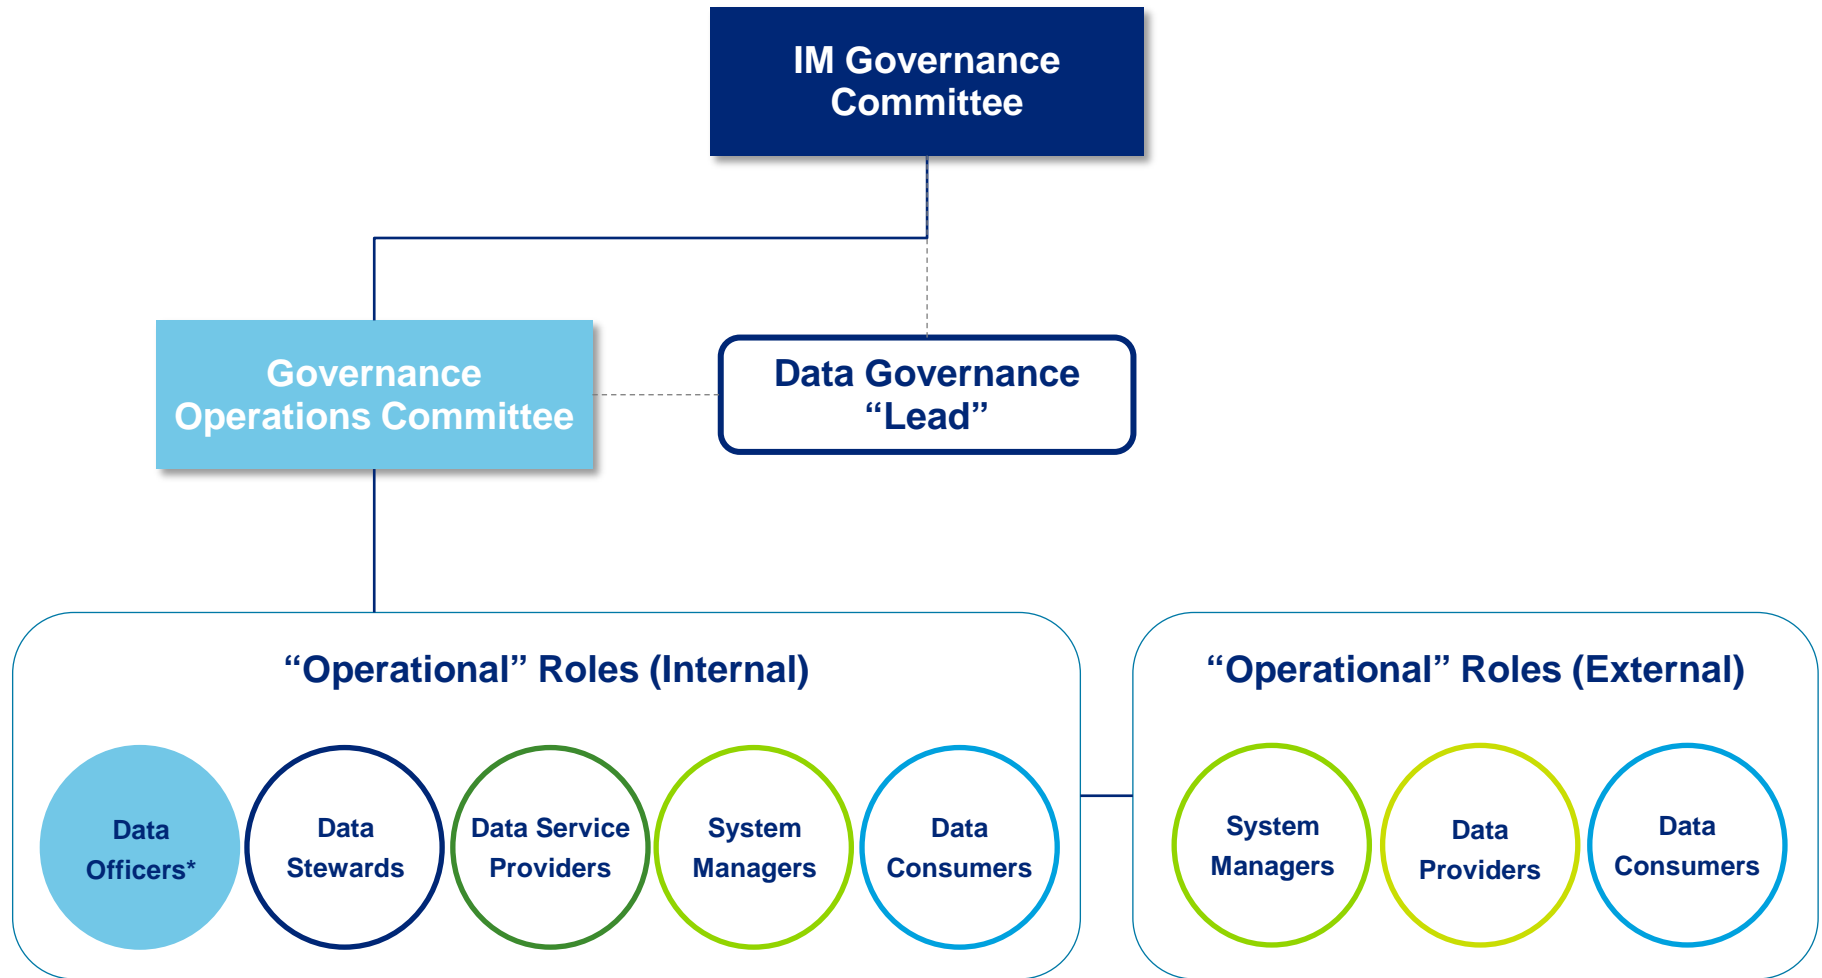 IM Governance
Committee
Governance
Operations Committee
Data Governance
“Lead”
“Operational” Roles (Internal)
Data
Officers*
Data
Stewards
Data Service
Providers
System
Managers
Data
Consumers
“Operational” Roles (External)
System
Managers
Data
Providers
Data
Consumers